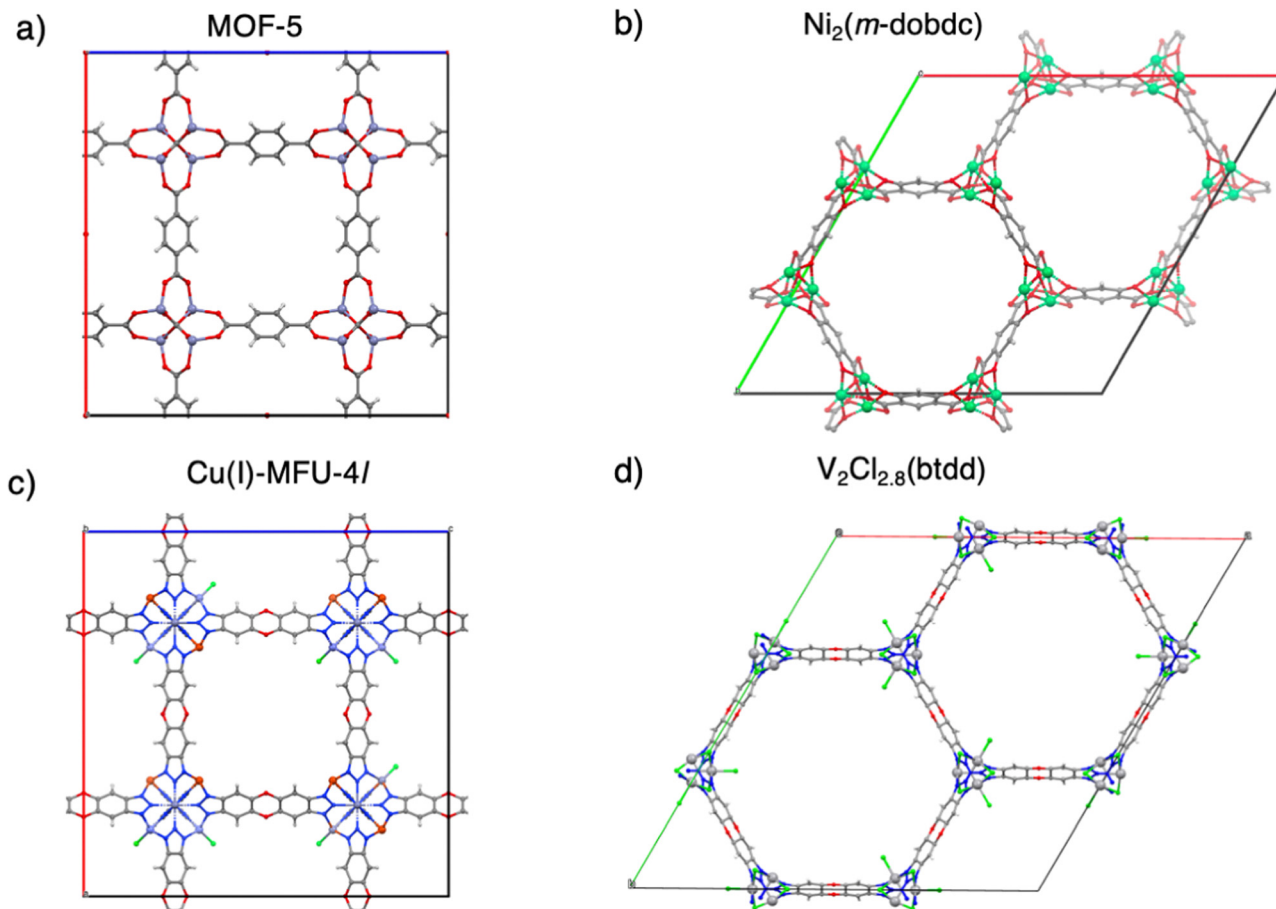 a)
MOF-5
b)
Ni₂(m-dobdc)
c)
Cu(I)-MFU-4l
d)
V₂Cl₂.₈(btdd)